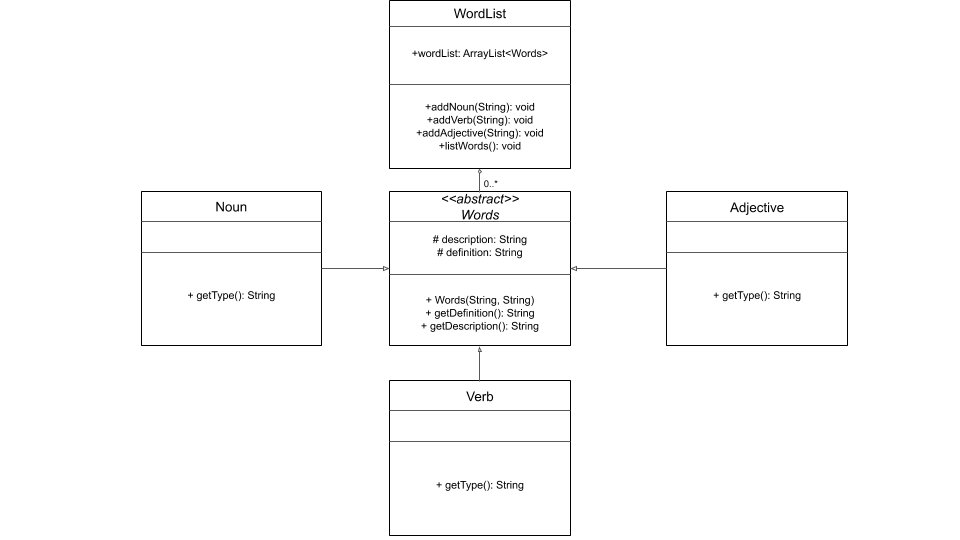 WordList
+wordList: ArrayList<Words>
+addNoun(String): void
+addVerb(String): void
+addAdjective(String): void
+listWords(): void
0..*
Noun
+ getType(): String
<<abstract>>
Words
# description: String
# definition: String
+ Words(String, String)
+ getDefinition(): String
+ getDescription(): String
Adjective
+ getType(): String
Verb
+ getType(): String